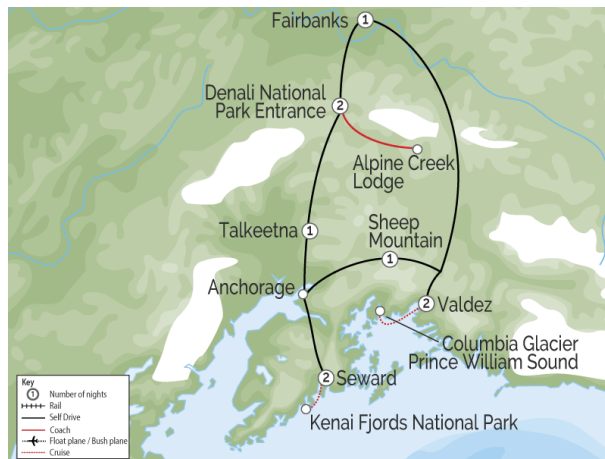 Fairbanks
1
Denali National
Park Entrance
2
Alpine Creek
Lodge
Talkeetna
1
Sheep
Mountain
1
Anchorage
2
Valdez
Columbia Glacier
Prince William Sound
2
Seward
Kenai Fjords National Park
Key
1 Number of nights
Rail
Self Drive
Coach
Float plane / Bush plane
Cruise